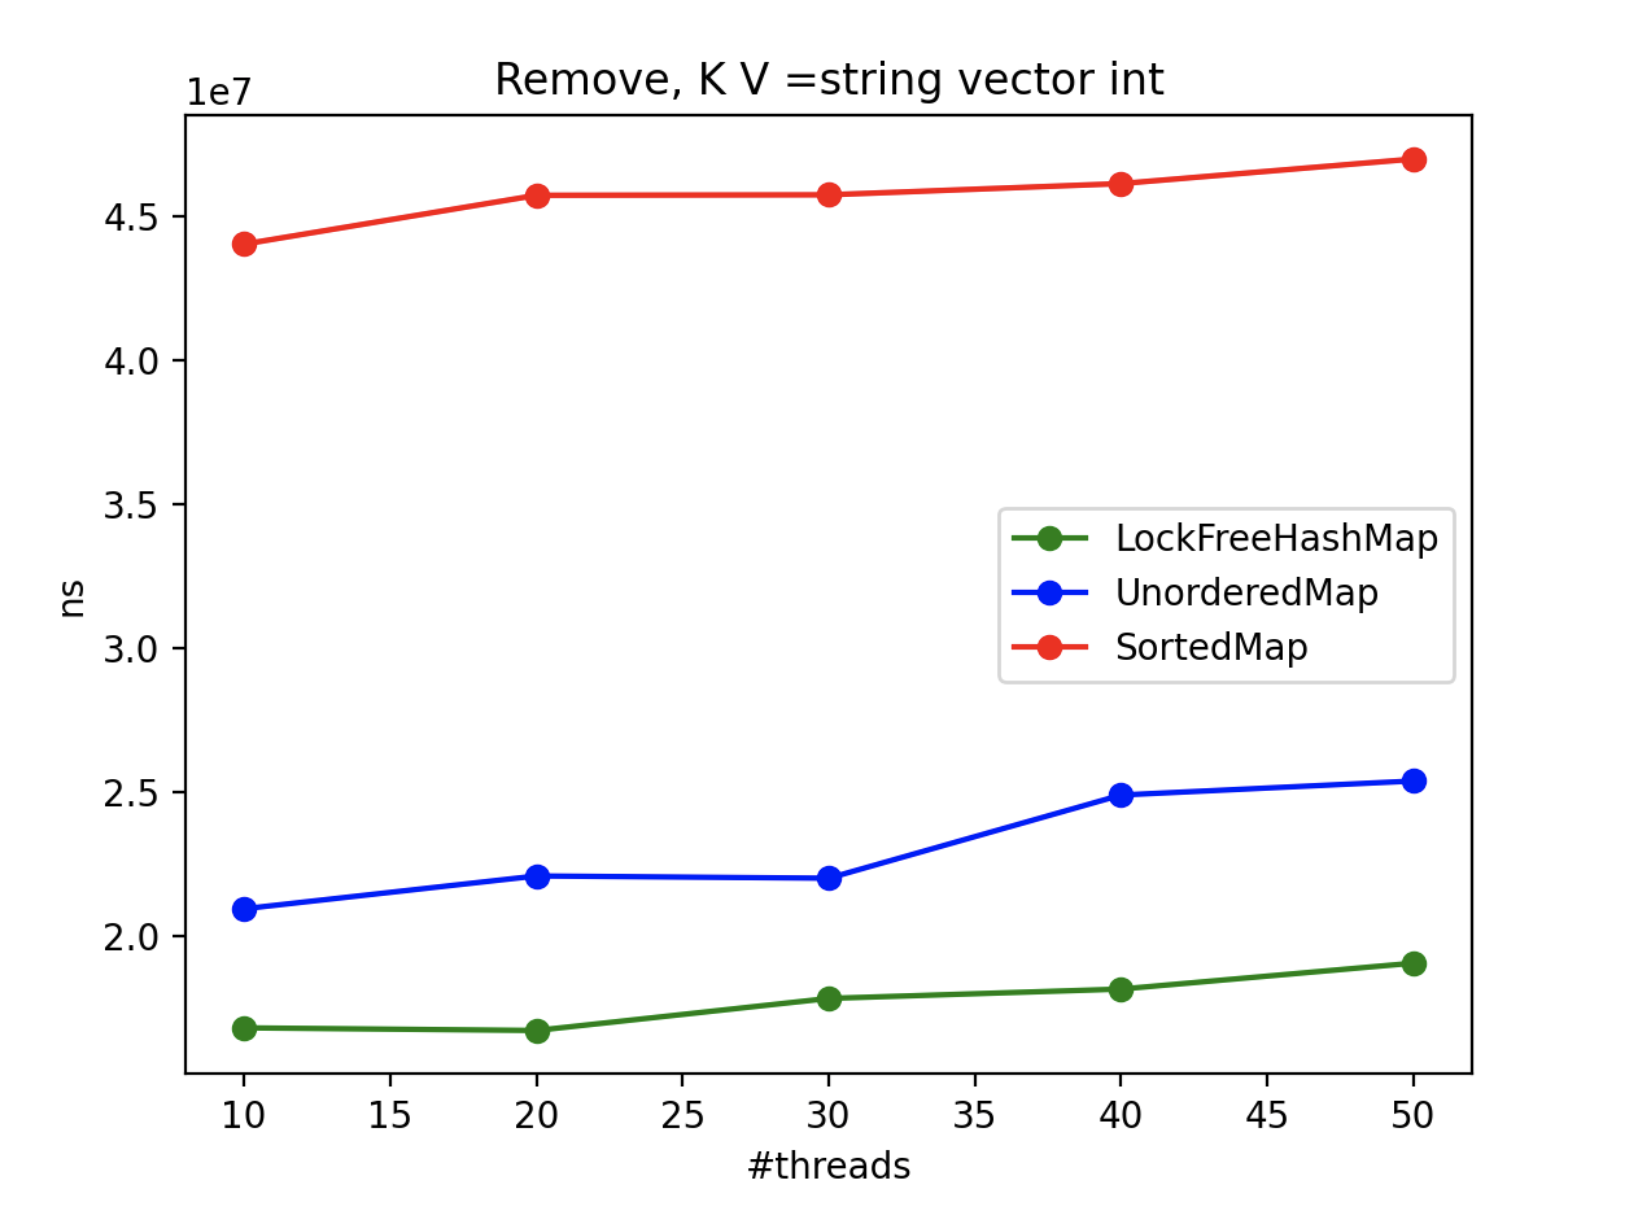 Remove, K V =string vector int
1e7
4.5
4.0
3.5
3.0
2.5
2.0
ns
LockFreeHashMap
UnorderedMap
SortedMap
10 15 20 25 30 35 40 45 50
#threads